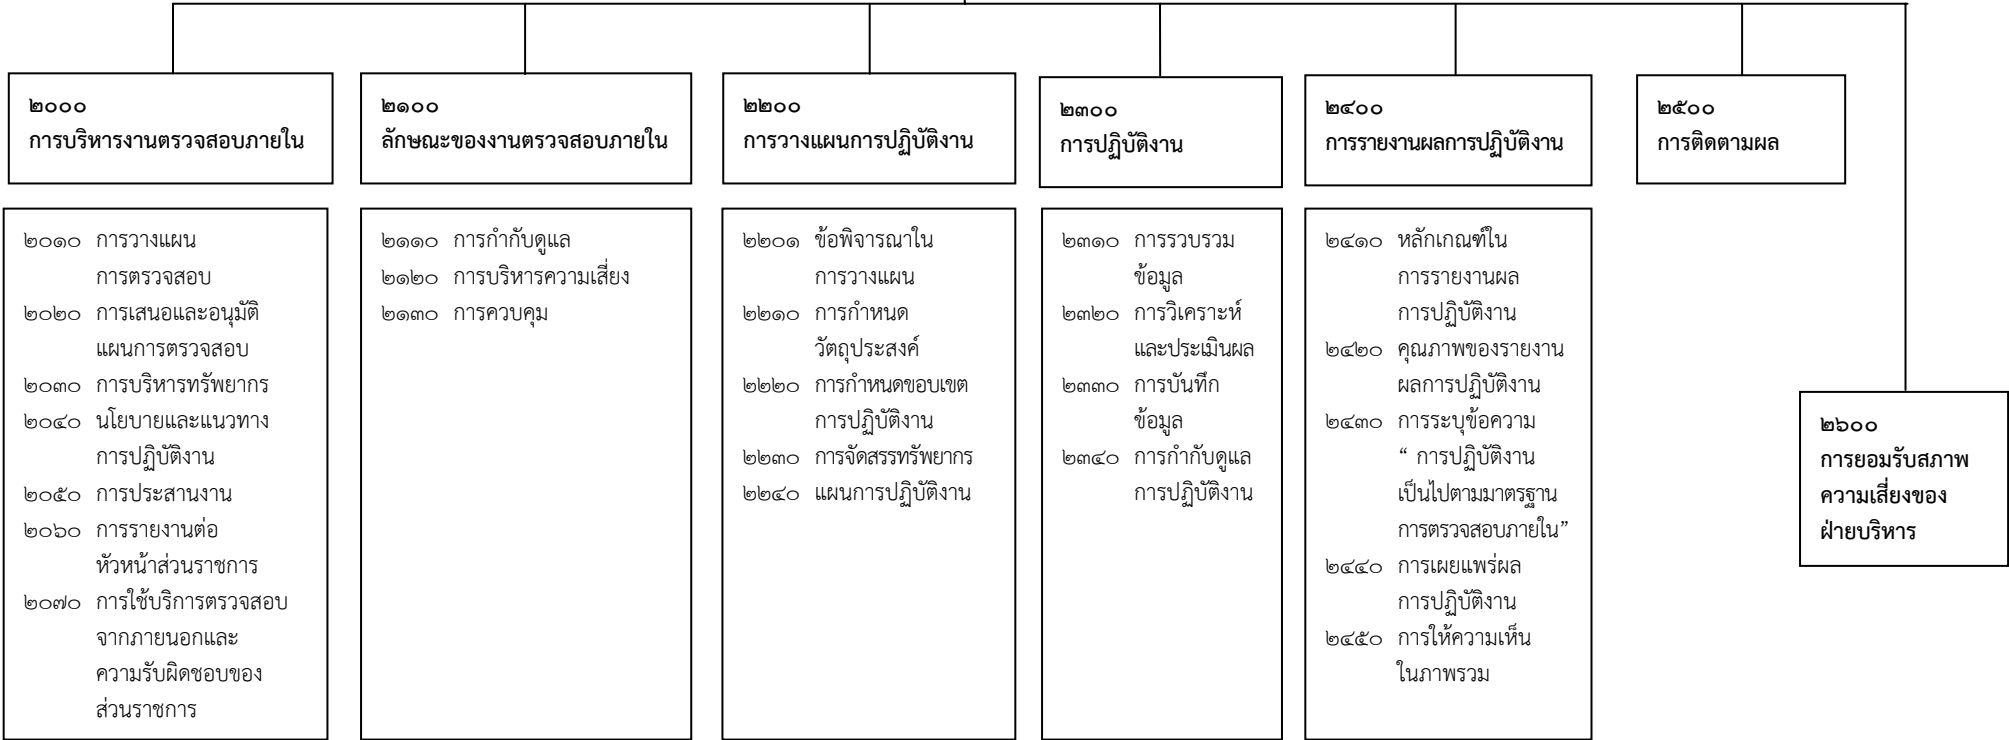 ๒๐๐๐
การบริหารงานตรวจสอบภายใน
๒๐๑๐ การวางแผน
การตรวจสอบ
๒๐๒๐ การเสนอและอนุมัติ
แผนการตรวจสอบ
๒๐๓๐ การบริหารทรัพยากร
๒๐๔๐ นโยบายและแนวทาง
การปฏิบัติงาน
๒๐๕๐ การประสานงาน
๒๐๖๐ การรายงานต่อ
หัวหน้าส่วนราชการ
๒๐๗๐ การใช้บริการตรวจสอบ
จากภายนอกและ
ความรับผิดชอบของ
ส่วนราชการ
๒๑๐๐
ลักษณะของงานตรวจสอบภายใน
๒๑๑๐ การกำกับดูแล
๒๑๒๐ การบริหารความเสี่ยง
๒๑๓๐ การควบคุม
๒๒๐๐
การวางแผนการปฏิบัติงาน
๒๒๐๑ ข้อพิจารณาใน
การวางแผน
๒๒๑๐ การกำหนด
วัตถุประสงค์
๒๒๒๐ การกำหนดขอบเขต
การปฏิบัติงาน
๒๒๓๐ การจัดสรรทรัพยากร
๒๒๔๐ แผนการปฏิบัติงาน
๒๓๐๐
การปฏิบัติงาน
๒๓๑๐ การรวบรวม
ข้อมูล
๒๓๒๐ การวิเคราะห์
และประเมินผล
๒๓๓๐ การบันทึก
ข้อมูล
๒๓๔๐ การกำกับดูแล
การปฏิบัติงาน
๒๔๐๐
การรายงานผลการปฏิบัติงาน
๒๔๑๐ หลักเกณฑ์ใน
การรายงานผล
การปฏิบัติงาน
๒๔๒๐ คุณภาพของรายงาน
ผลการปฏิบัติงาน
๒๔๓๐ การระบุข้อความ
“ การปฏิบัติงาน
เป็นไปตามมาตรฐาน
การตรวจสอบภายใน”
๒๔๔๐ การเผยแพร่ผล
การปฏิบัติงาน
๒๔๕๐ การให้ความเห็น
ในภาพรวม
๒๕๐๐
การติดตามผล
๒๖๐๐
การยอมรับสภาพ
ความเสี่ยงของ
ฝ่ายบริหาร